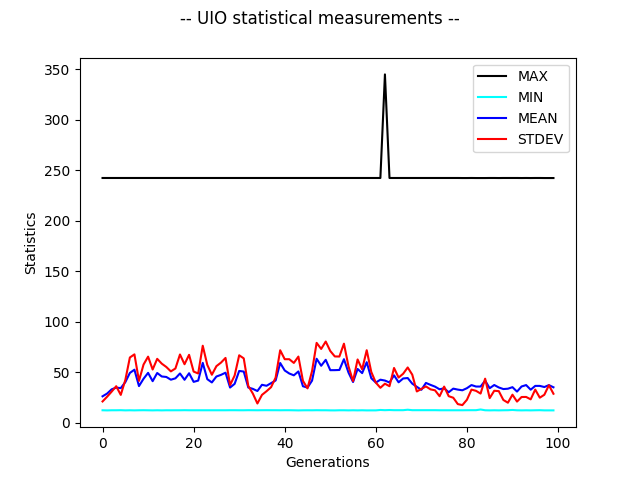 -- UIO statistical measurements --
350
300
250
200
150
100
50
0
Statistics
MAX
MIN
MEAN
STDEV
0 20 40 60 80 100
Generations